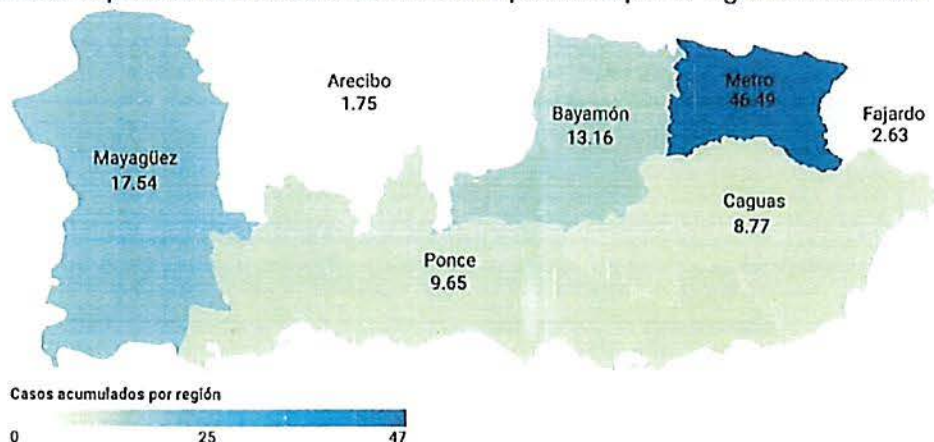 Arecibo
1.75
Metro
46.49
Bayamón
13.16
Fajardo
2.63
Mayagüez
17.54
Caguas
8.77
Ponce
9.65
Casos acumulados por región
0 25 47